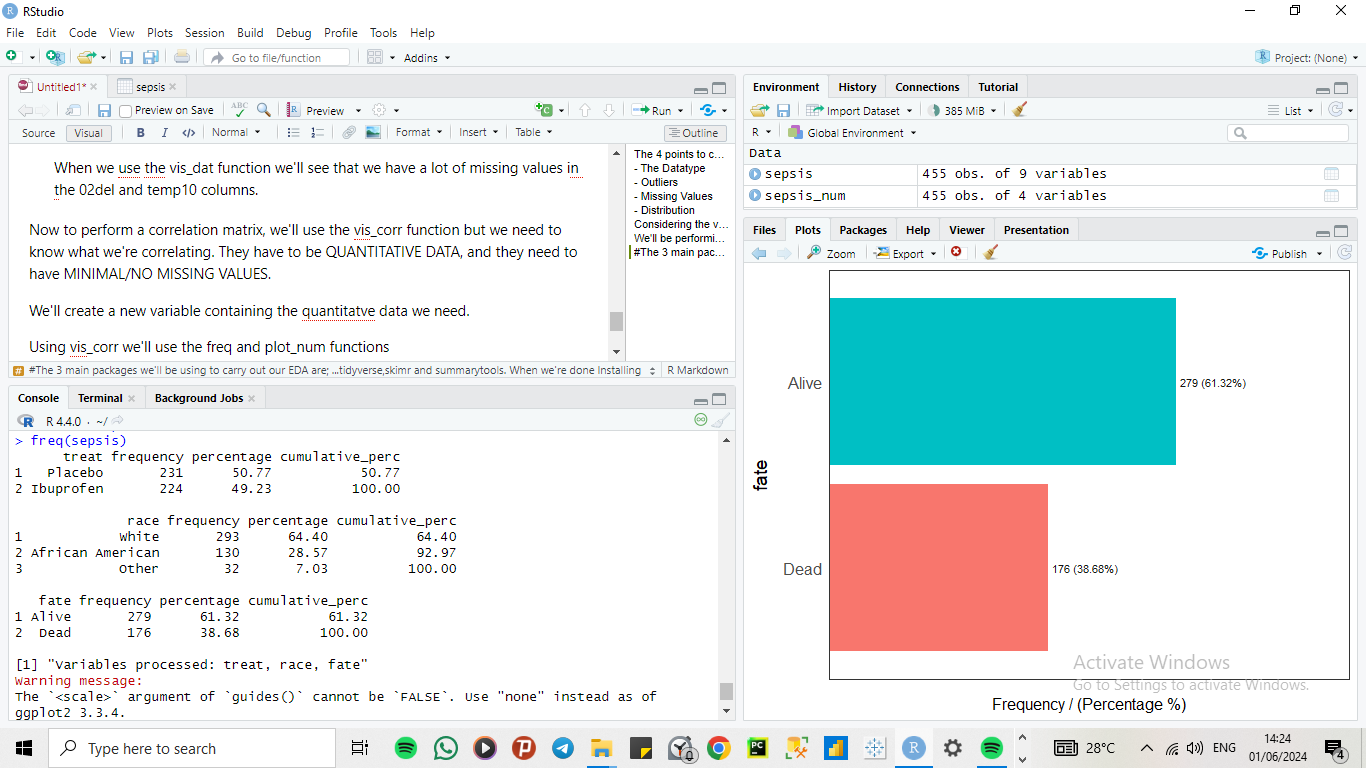 RStudio
File Edit Code View Plots Session Build Debug Profile Tools Help
Go to file/function Addins Project: (None)
Untitled1* sepsis
Preview on Save ABC Preview Run
Source Visual B I </> Normal Format Insert Table Outline
When we use the vis_dat function we'll see that we have a lot of missing values in
the 02del and temp10 columns.
Now to perform a correlation matrix, we'll use the vis_corr function but we need to
know what we're correlating. They have to be QUANTITATIVE DATA, and they need to
have MINIMAL/NO MISSING VALUES.
We'll create a new variable containing the quantitatve data we need.
Using vis_corr we'll use the freq and plot_num functions
The 4 points to c...
- The Datatype
- Outliers
- Missing Values
- Distribution
Considering the v...
We'll be performi...
#The 3 main pac...
# #The 3 main packages we'll be using to carry out our EDA are; ...tidyverse,skimr and summarytools. When we're done Installing R Markdown
Console Terminal Background Jobs
R R 4.4.0 · ~/
> freq(sepsis)
treat frequency percentage cumulative_perc
1 Placebo 231 50.77 50.77
2 Ibuprofen 224 49.23 100.00
race frequency percentage cumulative_perc
1 White 293 64.40 64.40
2 African American 130 28.57 92.97
3 Other 32 7.03 100.00
fate frequency percentage cumulative_perc
1 Alive 279 61.32 61.32
2 Dead 176 38.68 100.00
[1] "Variables processed: treat, race, fate"
Warning message:
The `<scale>` argument of `guides()` cannot be `FALSE`. Use "none" instead as of
ggplot2 3.3.4.
Environment History Connections Tutorial
Import Dataset 385 MiB List
R Global Environment
Data
sepsis 455 obs. of 9 variables
sepsis_num 455 obs. of 4 variables
Files Plots Packages Help Viewer Presentation
Zoom Export Publish
Alive 279 (61.32%)
fate
Dead 176 (38.68%)
Frequency / (Percentage %)
Activate Windows
Go to Settings to activate Windows.
Type here to search
PC
R
28°C ENG
14:24
01/06/2024
4